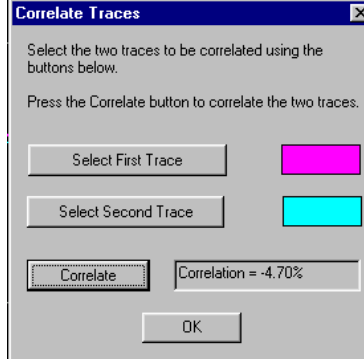 Correlate Traces
Select the two traces to be correlated using the
buttons below.
Press the Correlate button to correlate the two traces.
Select First Trace
Select Second Trace
Correlate
Correlation = -4.70%
OK